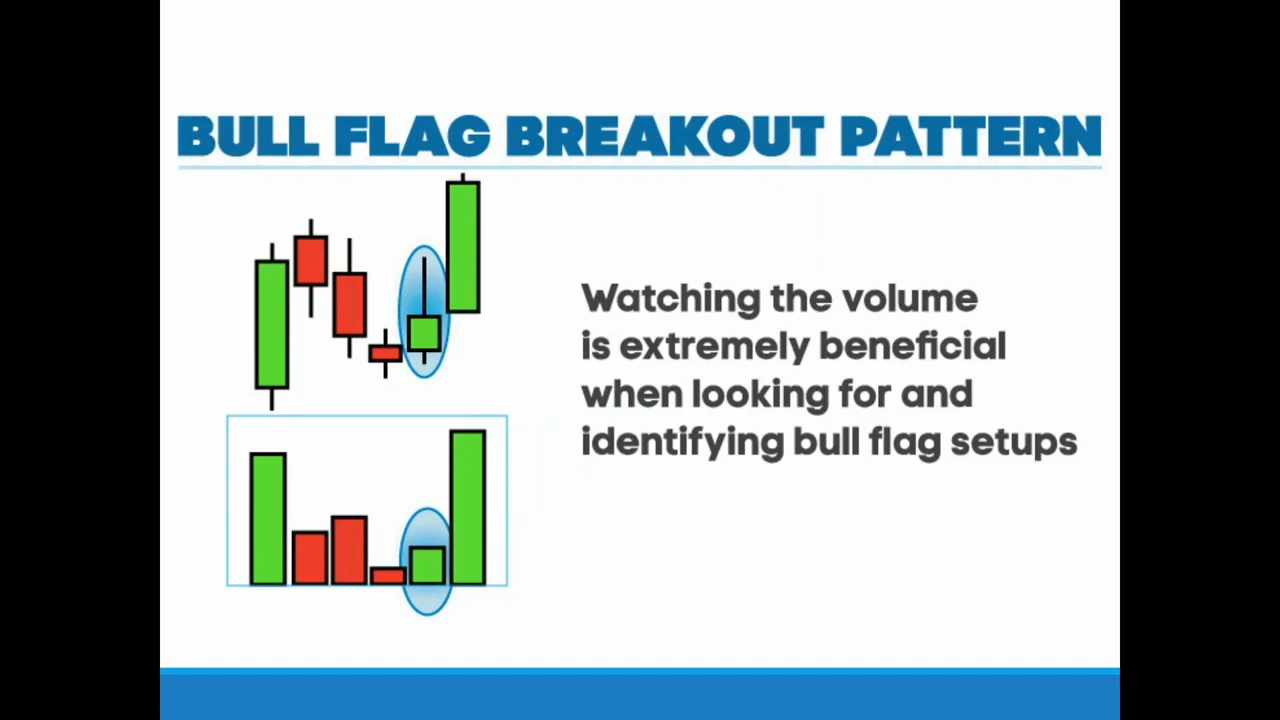 BULL FLAG BREAKOUT PATTERN
Watching the volume
is extremely beneficial
when looking for and
identifying bull flag setups